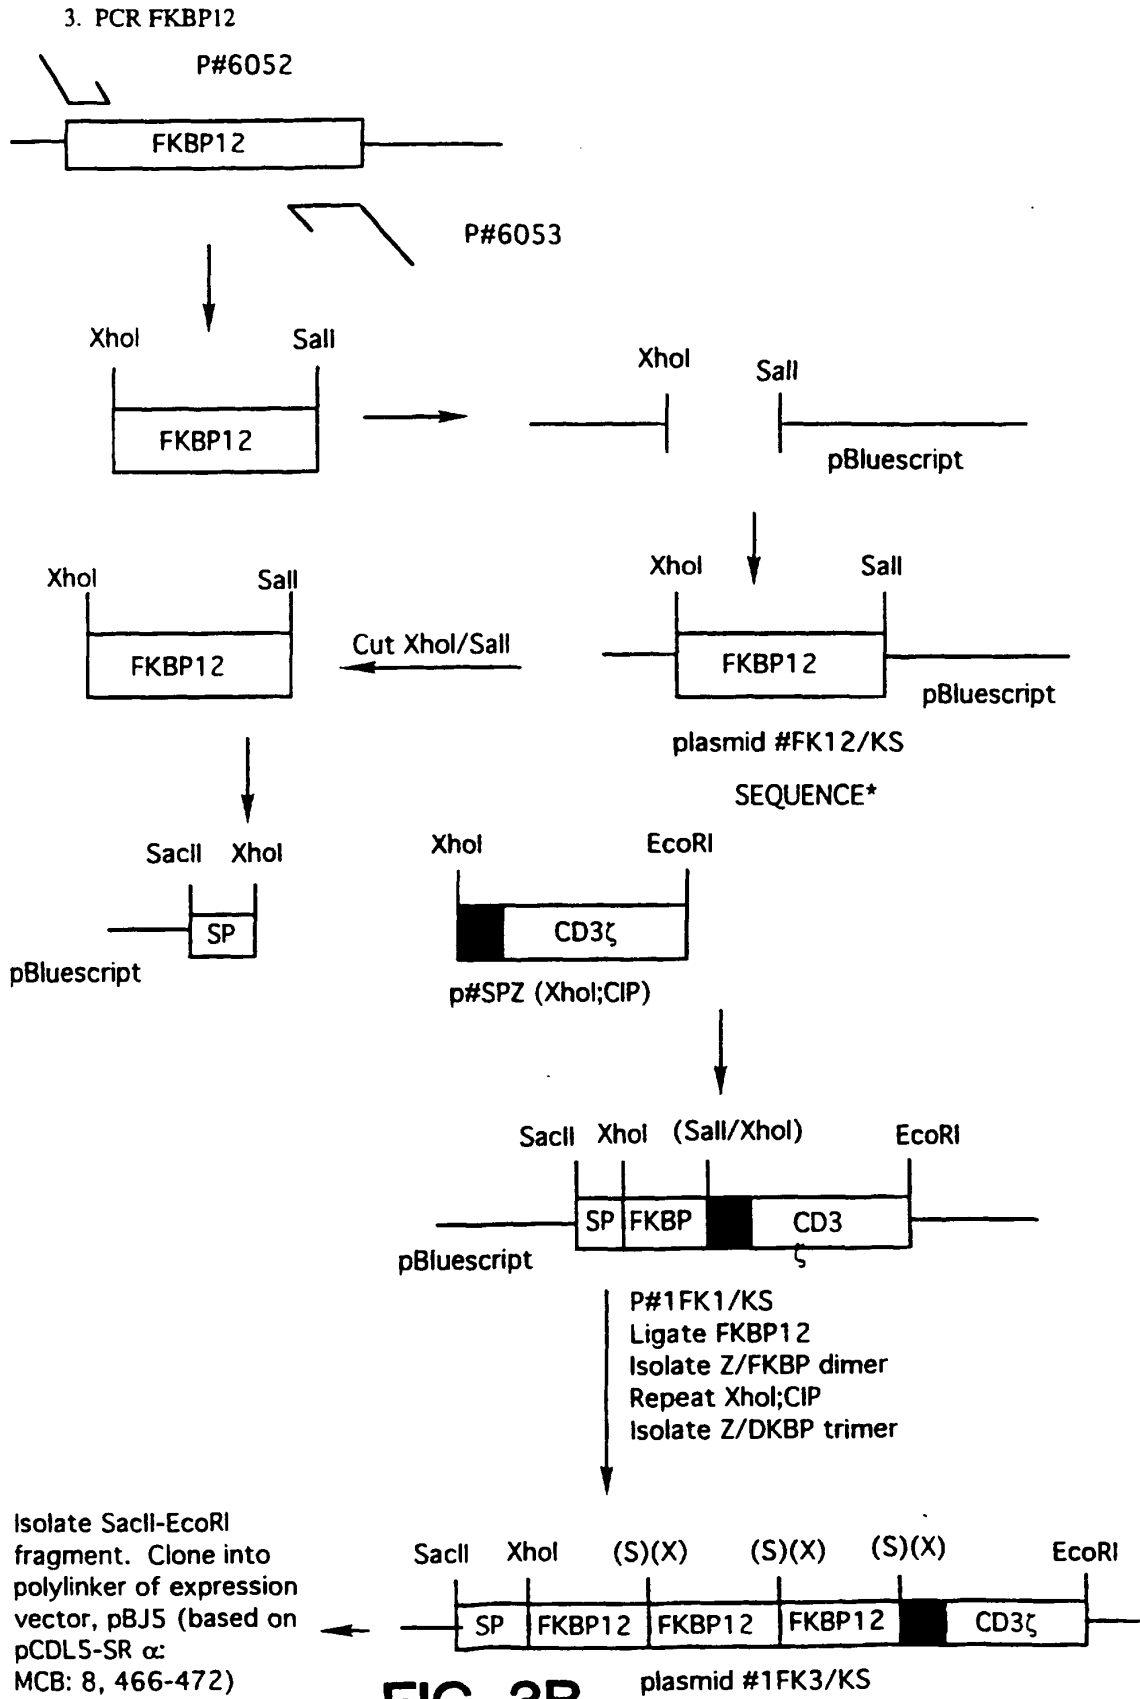 3. PCR FKBP12
P#6052
FKBP12
P#6053
XhoI SalI
FKBP12
XhoI SalI
pBluescript
XhoI SalI
FKBP12
pBluescript
plasmid #FK12/KS
SEQUENCE*
Cut XhoI/SalI
XhoI SalI
FKBP12
SacII XhoI
SP
pBluescript
XhoI EcoRI
CD3ζ
p#SPZ (XhoI;CIP)
SacII XhoI (SalI/XhoI) EcoRI
SP FKBP CD3
ζ
pBluescript
P#1FK1/KS
Ligate FKBP12
Isolate Z/FKBP dimer
Repeat XhoI;CIP
Isolate Z/DKBP trimer
SacII XhoI (S)(X) (S)(X) (S)(X) EcoRI
SP FKBP12 FKBP12 FKBP12 CD3ζ
plasmid #1FK3/KS
Isolate SacII-EcoRI
fragment. Clone into
polylinker of expression
vector, pBJ5 (based on
pCDL5-SR α:
MCB: 8, 466-472)
FIG. 3B